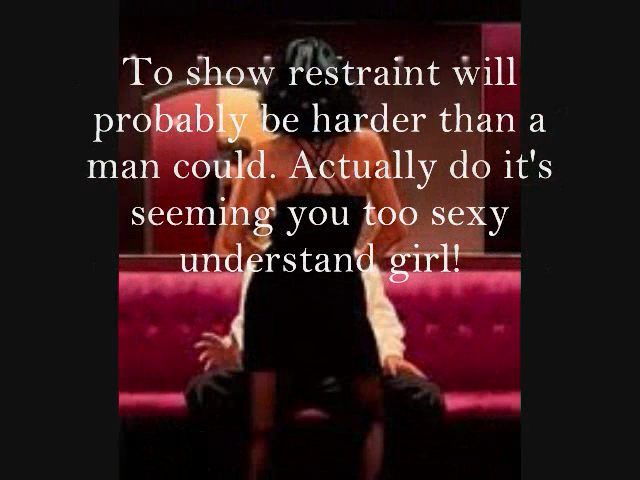 To show restraint will
probably be harder than a
man could. Actually do it's
seeming you too sexy
understand girl!